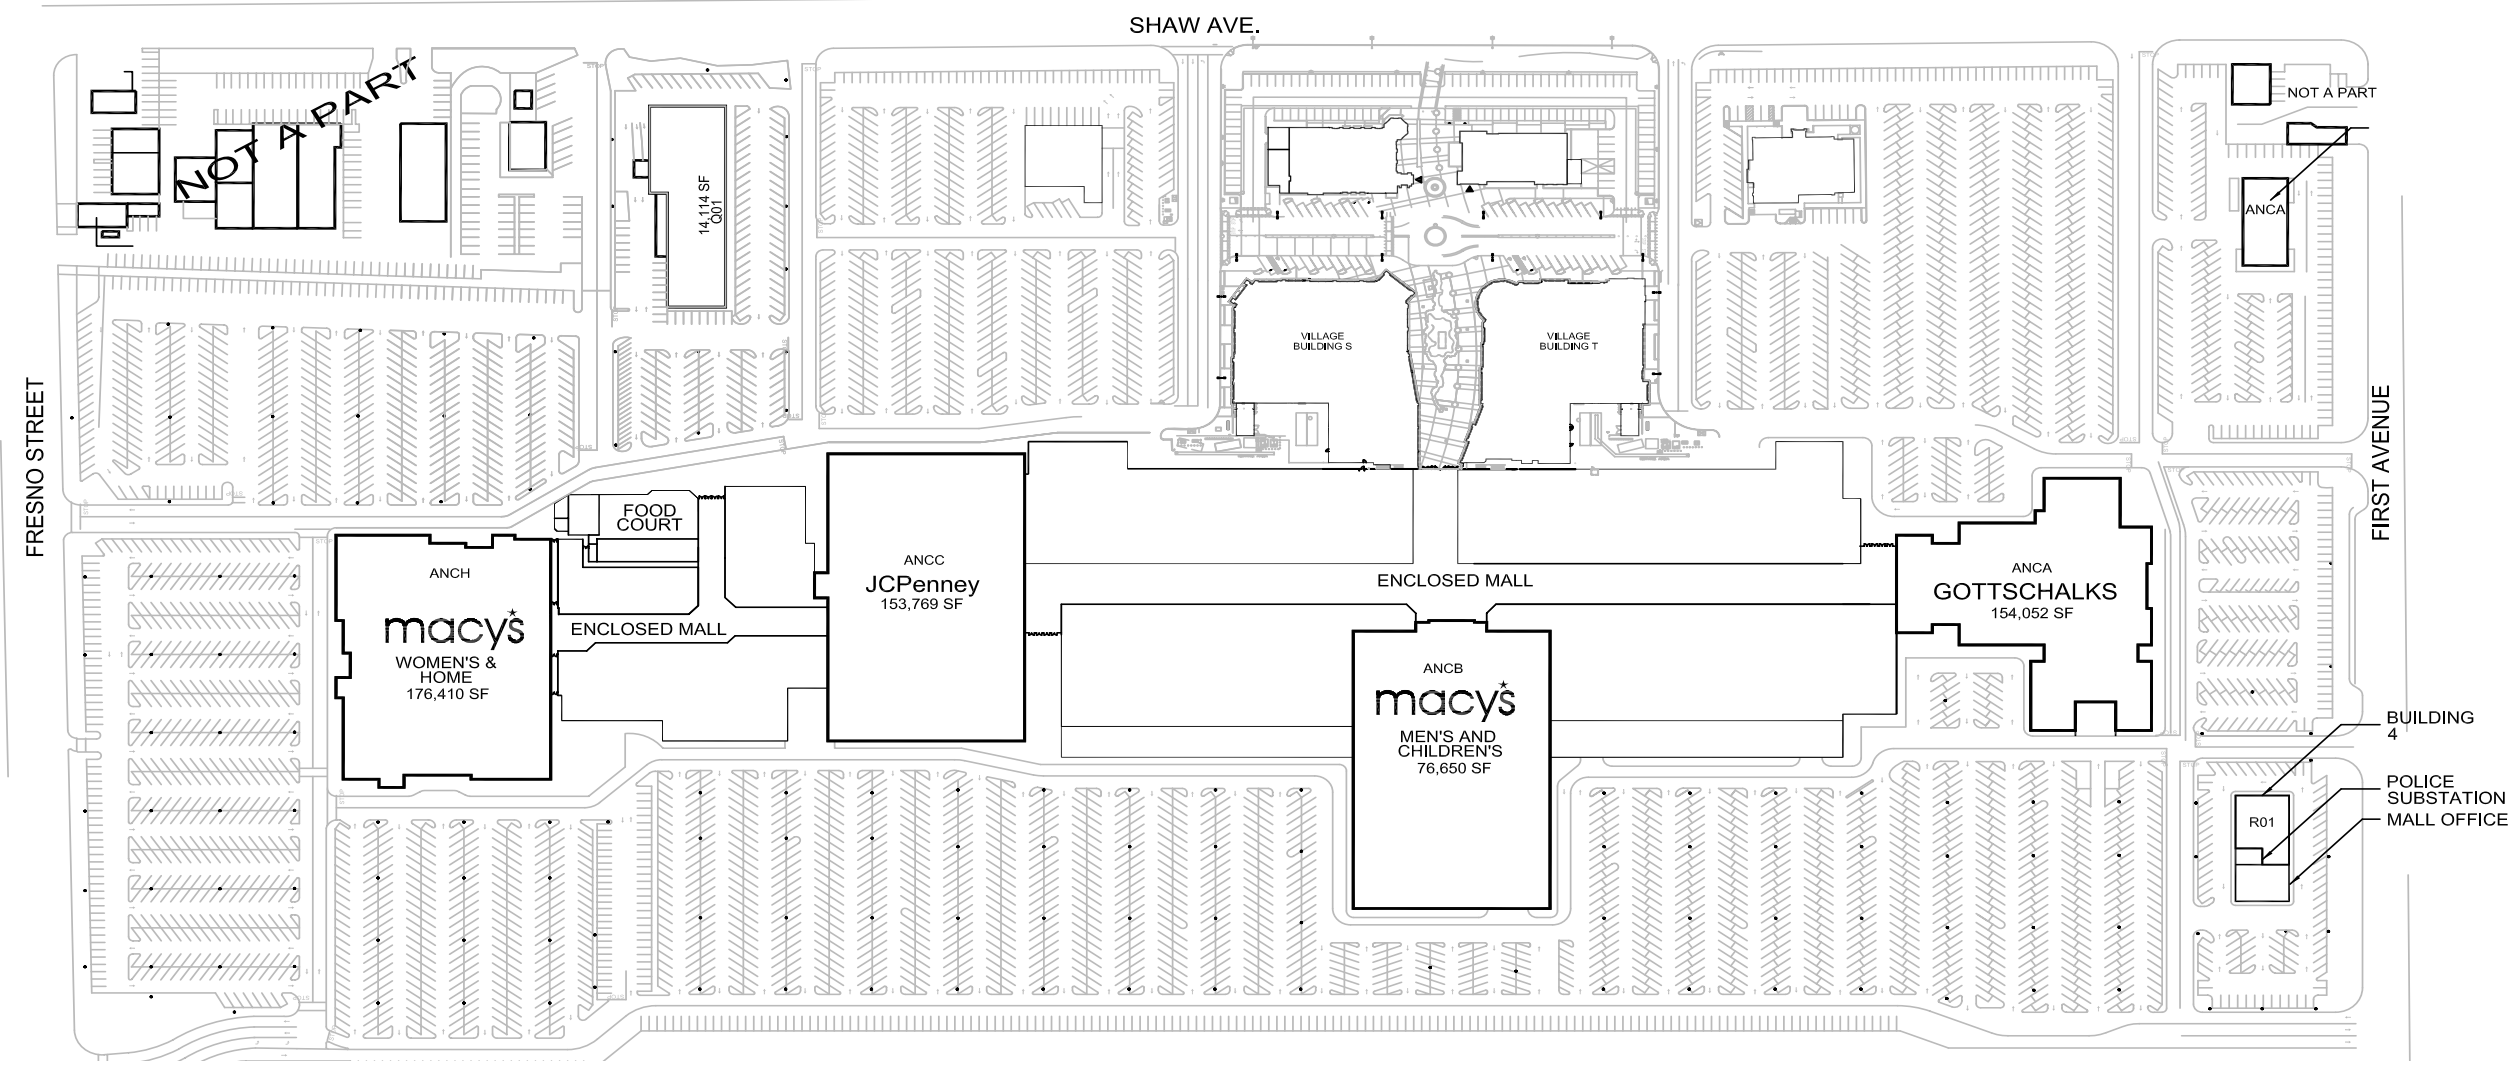 SHAW AVE.
NOT A PART
NOT A PART
ANCA
14,114 SF
Q01
VILLAGE
BUILDING S
VILLAGE
BUILDING T
FRESNO STREET
FIRST AVENUE
FOOD
COURT
ANCH
macy's
WOMEN'S &
HOME
176,410 SF
ENCLOSED MALL
ANCC
JCPenney
153,769 SF
ENCLOSED MALL
ANCB
macy's
MEN'S AND
CHILDREN'S
76,650 SF
ANCA
GOTTSCHALKS
154,052 SF
BUILDING
4
POLICE
SUBSTATION
MALL OFFICE
R01